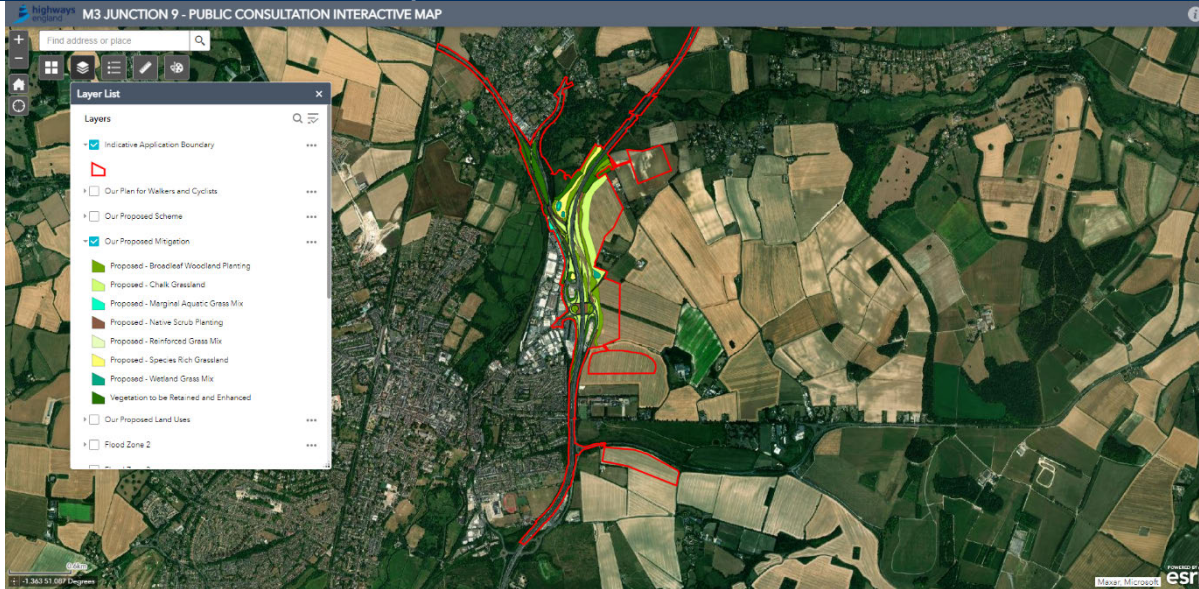 highways
england
M3 JUNCTION 9 - PUBLIC CONSULTATION INTERACTIVE MAP
Find address or place
Layer List
Layers
Indicative Application Boundary
Our Plan for Walkers and Cyclists
Our Proposed Scheme
Our Proposed Mitigation
Proposed - Broadleaf Woodland Planting
Proposed - Chalk Grassland
Proposed - Marginal Aquatic Grass Mix
Proposed - Native Scrub Planting
Proposed - Reinforced Grass Mix
Proposed - Species Rich Grassland
Proposed - Wetland Grass Mix
Vegetation to be Retained and Enhanced
Our Proposed Land Uses
Flood Zone 2
-1.363 51.087 Degrees
Maxar, Microsoft
POWERED BY
esri